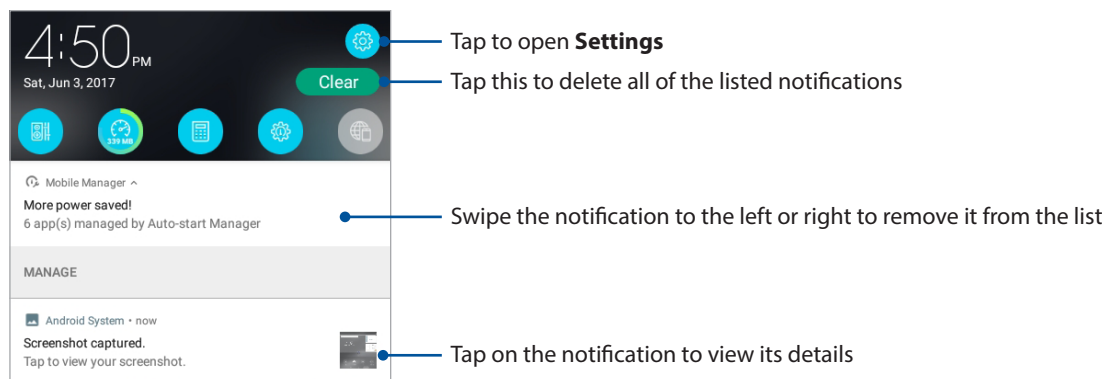 4:50 PM
Tap to open Settings
Sat, Jun 3, 2017
Clear
Tap this to delete all of the listed notifications
339 MB
Mobile Manager
More power saved!
6 app(s) managed by Auto-start Manager
Swipe the notification to the left or right to remove it from the list
MANAGE
Android System • now
Screenshot captured.
Tap to view your screenshot.
Tap on the notification to view its details